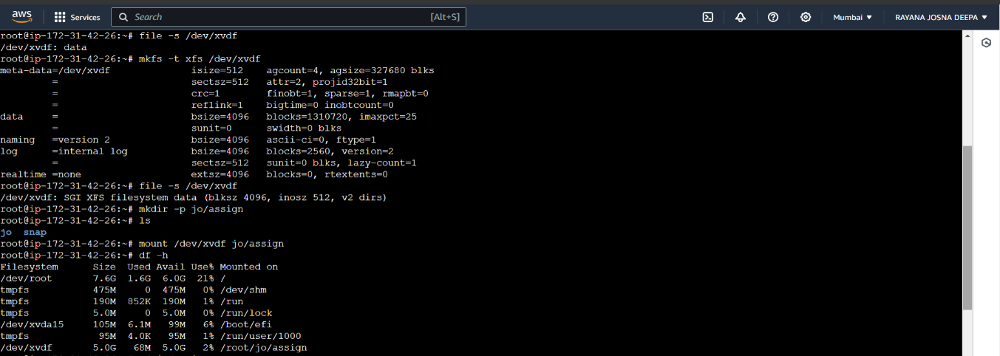 aws Services Search [Alt+S] Mumbai ▼ RAYANA JOSNA DEEPA ▼
root@ip-172-31-42-26:~# file -s /dev/xvdf
/dev/xvdf: data
root@ip-172-31-42-26:~# mkfs -t xfs /dev/xvdf
meta-data=/dev/xvdf              isize=512    agcount=4, agsize=327680 blks
         =                       sectsz=512   attr=2, projid32bit=1
         =                       crc=1        finobt=1, sparse=1, rmapbt=0
         =                       reflink=1    bigtime=0 inobtcount=0
data     =                       bsize=4096   blocks=1310720, imaxpct=25
         =                       sunit=0      swidth=0 blks
naming   =version 2              bsize=4096   ascii-ci=0, ftype=1
log      =internal log           bsize=4096   blocks=2560, version=2
         =                       sectsz=512   sunit=0 blks, lazy-count=1
realtime =none                   extsz=4096   blocks=0, rtextents=0
root@ip-172-31-42-26:~# file -s /dev/xvdf
/dev/xvdf: SGI XFS filesystem data (blksz 4096, inosz 512, v2 dirs)
root@ip-172-31-42-26:~# mkdir -p jo/assign
root@ip-172-31-42-26:~# ls
jo  snap
root@ip-172-31-42-26:~# mount /dev/xvdf jo/assign
root@ip-172-31-42-26:~# df -h
Filesystem      Size  Used Avail Use% Mounted on
/dev/root       7.6G  1.6G  6.0G  21% /
tmpfs           475M     0  475M   0% /dev/shm
tmpfs           190M  852K  190M   1% /run
tmpfs           5.0M     0  5.0M   0% /run/lock
/dev/xvda15     105M  6.1M   99M   6% /boot/efi
tmpfs            95M  4.0K   95M   1% /run/user/1000
/dev/xvdf       5.0G   68M  5.0G   2% /root/jo/assign